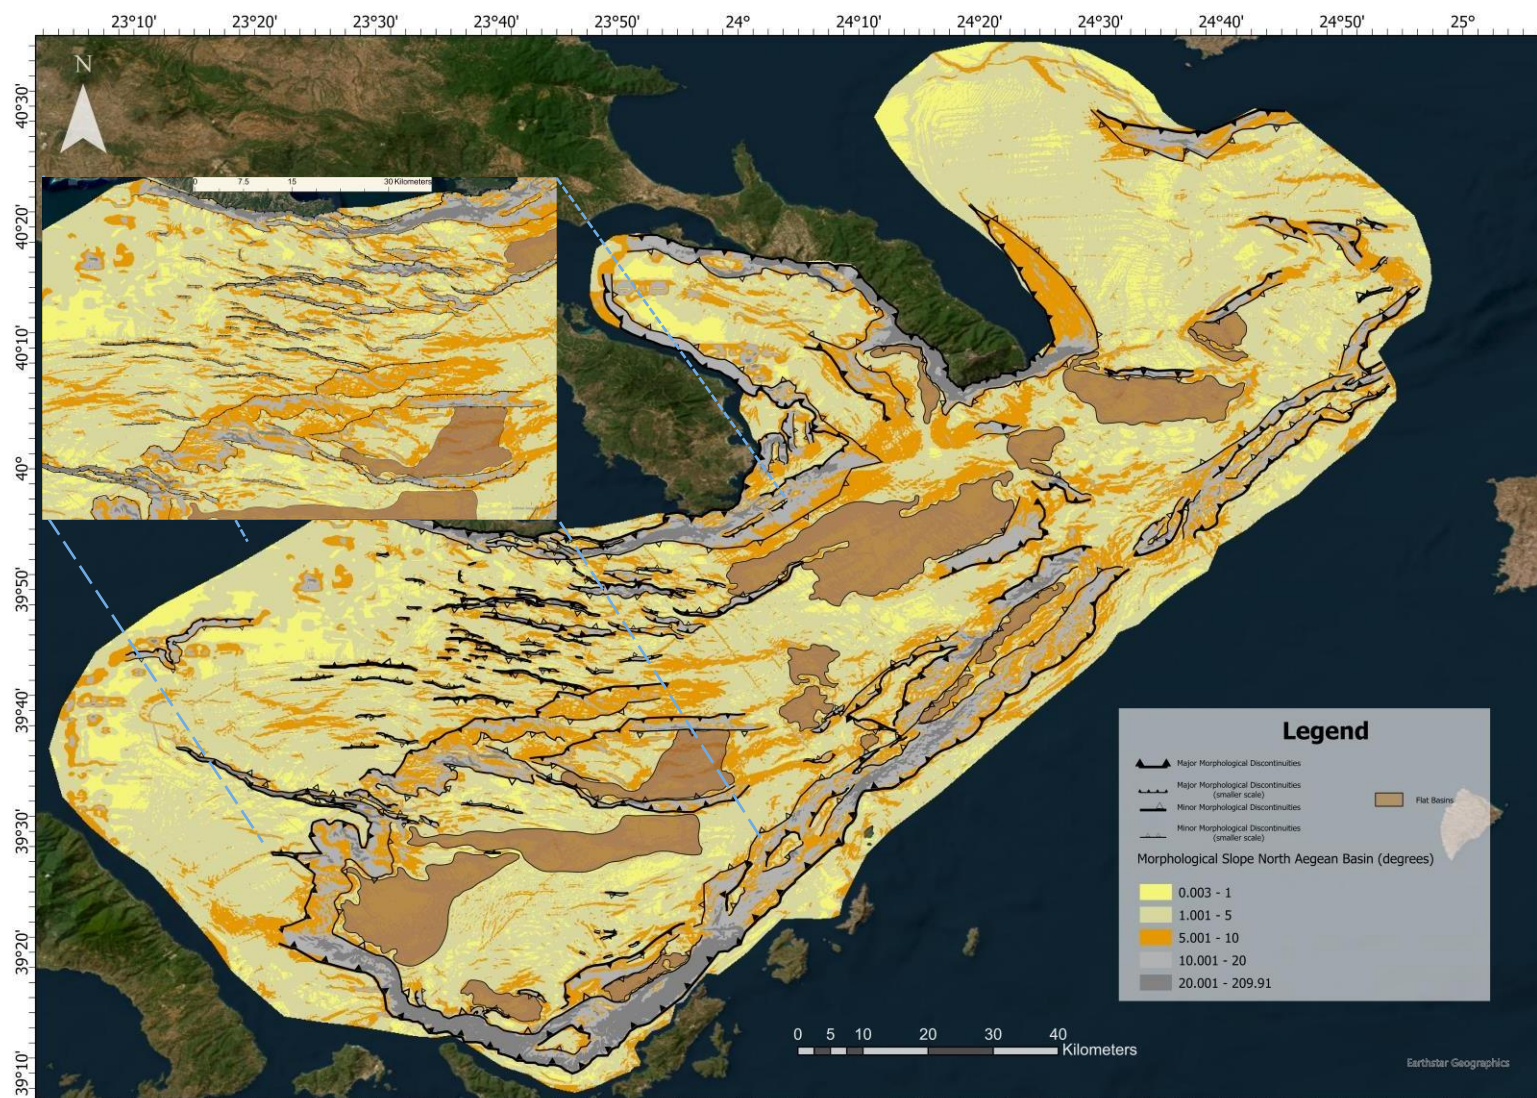 23°10' 23°20' 23°30' 23°40' 23°50' 24° 24°10' 24°20' 24°30' 24°40' 24°50' 25°
N
40°30'
40°20'
40°10'
40°
39°50'
39°40'
39°30'
39°20'
39°10'
0 7.5 15 30 Kilometers
Legend
Major Morphological Discontinuities
Major Morphological Discontinuities
(smaller scale)
Minor Morphological Discontinuities
Minor Morphological Discontinuities
(smaller scale)
Flat Basins
Morphological Slope North Aegean Basin (degrees)
0.003 - 1
1.001 - 5
5.001 - 10
10.001 - 20
20.001 - 209.91
0 5 10 20 30 40
Kilometers
Earthstar Geographics